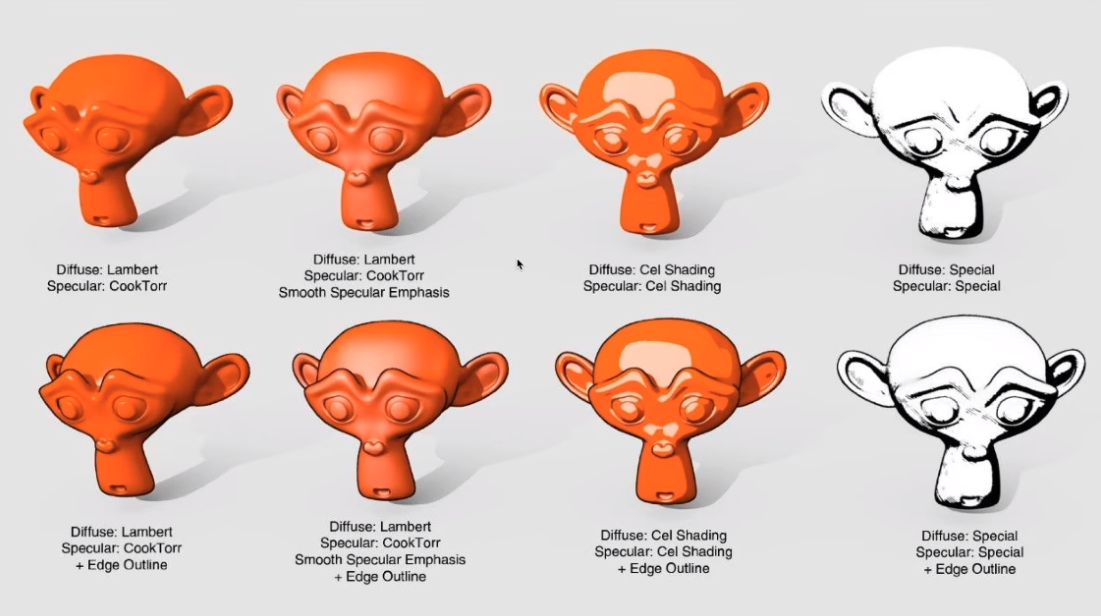 Diffuse: Lambert
Specular: CookTorr
Diffuse: Lambert
Specular: CookTorr
Smooth Specular Emphasis
Diffuse: Cel Shading
Specular: Cel Shading
Diffuse: Special
Specular: Special
Diffuse: Lambert
Specular: CookTorr
+ Edge Outline
Diffuse: Lambert
Specular: CookTorr
Smooth Specular Emphasis
+ Edge Outline
Diffuse: Cel Shading
Specular: Cel Shading
+ Edge Outline
Diffuse: Special
Specular: Special
+ Edge Outline